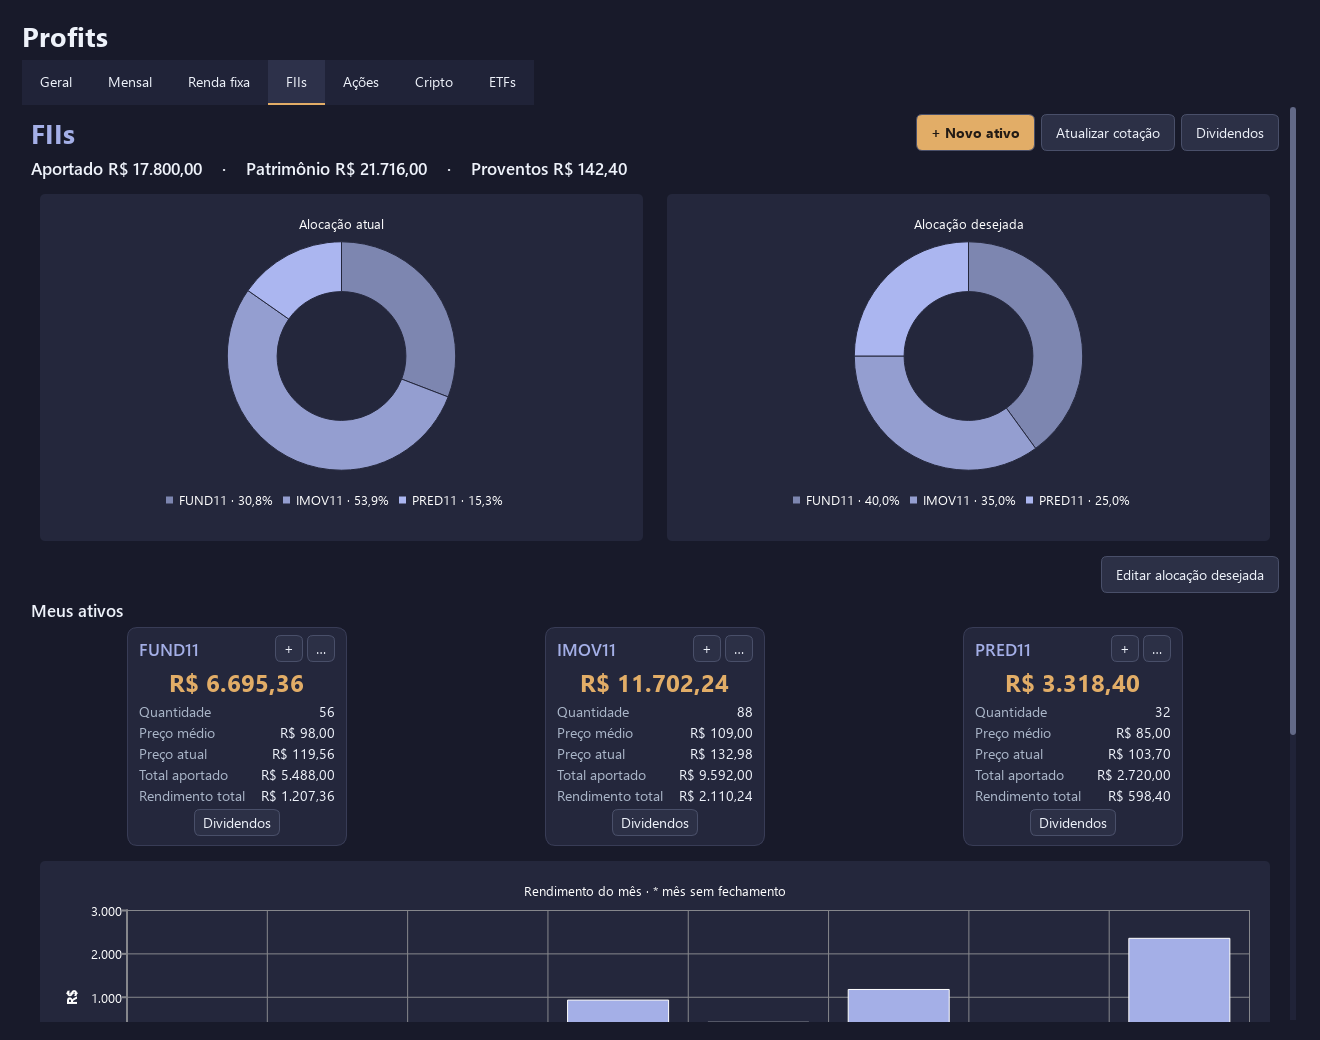 Profits
Geral Mensal Renda fixa FIIs Ações Cripto ETFs
FIIs
+ Novo ativo Atualizar cotação Dividendos
Aportado R$ 17.800,00 · Patrimônio R$ 21.716,00 · Proventos R$ 142,40
Alocação atual
FUND11 · 30,8% IMOV11 · 53,9% PRED11 · 15,3%
Alocação desejada
FUND11 · 40,0% IMOV11 · 35,0% PRED11 · 25,0%
Editar alocação desejada
Meus ativos
FUND11 + ...
R$ 6.695,36
Quantidade 56
Preço médio R$ 98,00
Preço atual R$ 119,56
Total aportado R$ 5.488,00
Rendimento total R$ 1.207,36
Dividendos
IMOV11 + ...
R$ 11.702,24
Quantidade 88
Preço médio R$ 109,00
Preço atual R$ 132,98
Total aportado R$ 9.592,00
Rendimento total R$ 2.110,24
Dividendos
PRED11 + ...
R$ 3.318,40
Quantidade 32
Preço médio R$ 85,00
Preço atual R$ 103,70
Total aportado R$ 2.720,00
Rendimento total R$ 598,40
Dividendos
Rendimento do mês · * mês sem fechamento
3.000
2.000
1.000
R$